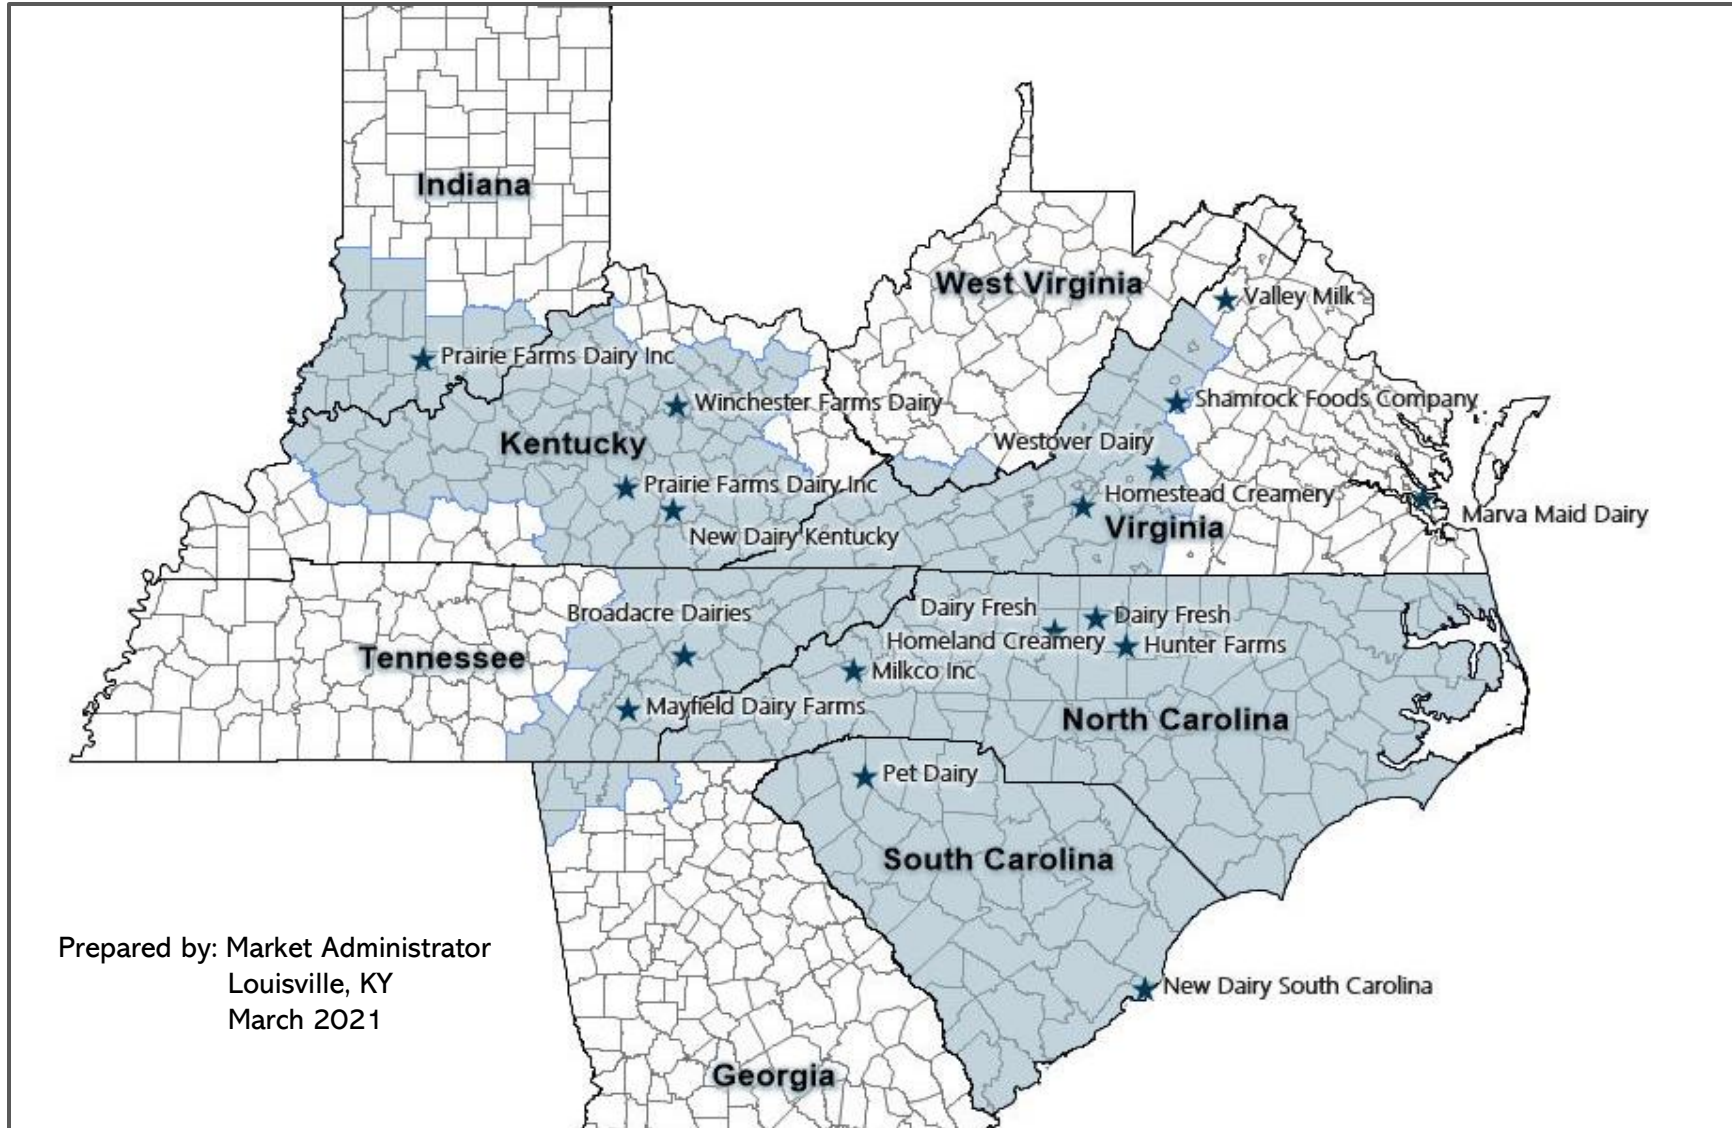 Indiana
West Virginia
Valley Milk
Prairie Farms Dairy Inc
Winchester Farms Dairy
Shamrock Foods Company
Kentucky
Westover Dairy
Prairie Farms Dairy Inc
Homestead Creamery
Marva Maid Dairy
Virginia
New Dairy Kentucky
Broadacre Dairies
Dairy Fresh
Dairy Fresh
Homeland Creamery
Hunter Farms
Tennessee
Milkco Inc
Mayfield Dairy Farms
North Carolina
Pet Dairy
South Carolina
Prepared by: Market Administrator
Louisville, KY
March 2021
New Dairy South Carolina
Georgia